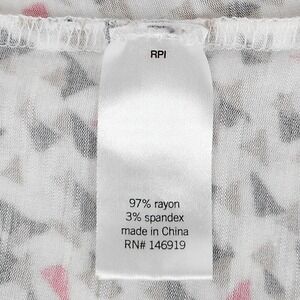 RPI
97% rayon
3% spandex
made in China
RN# 146919